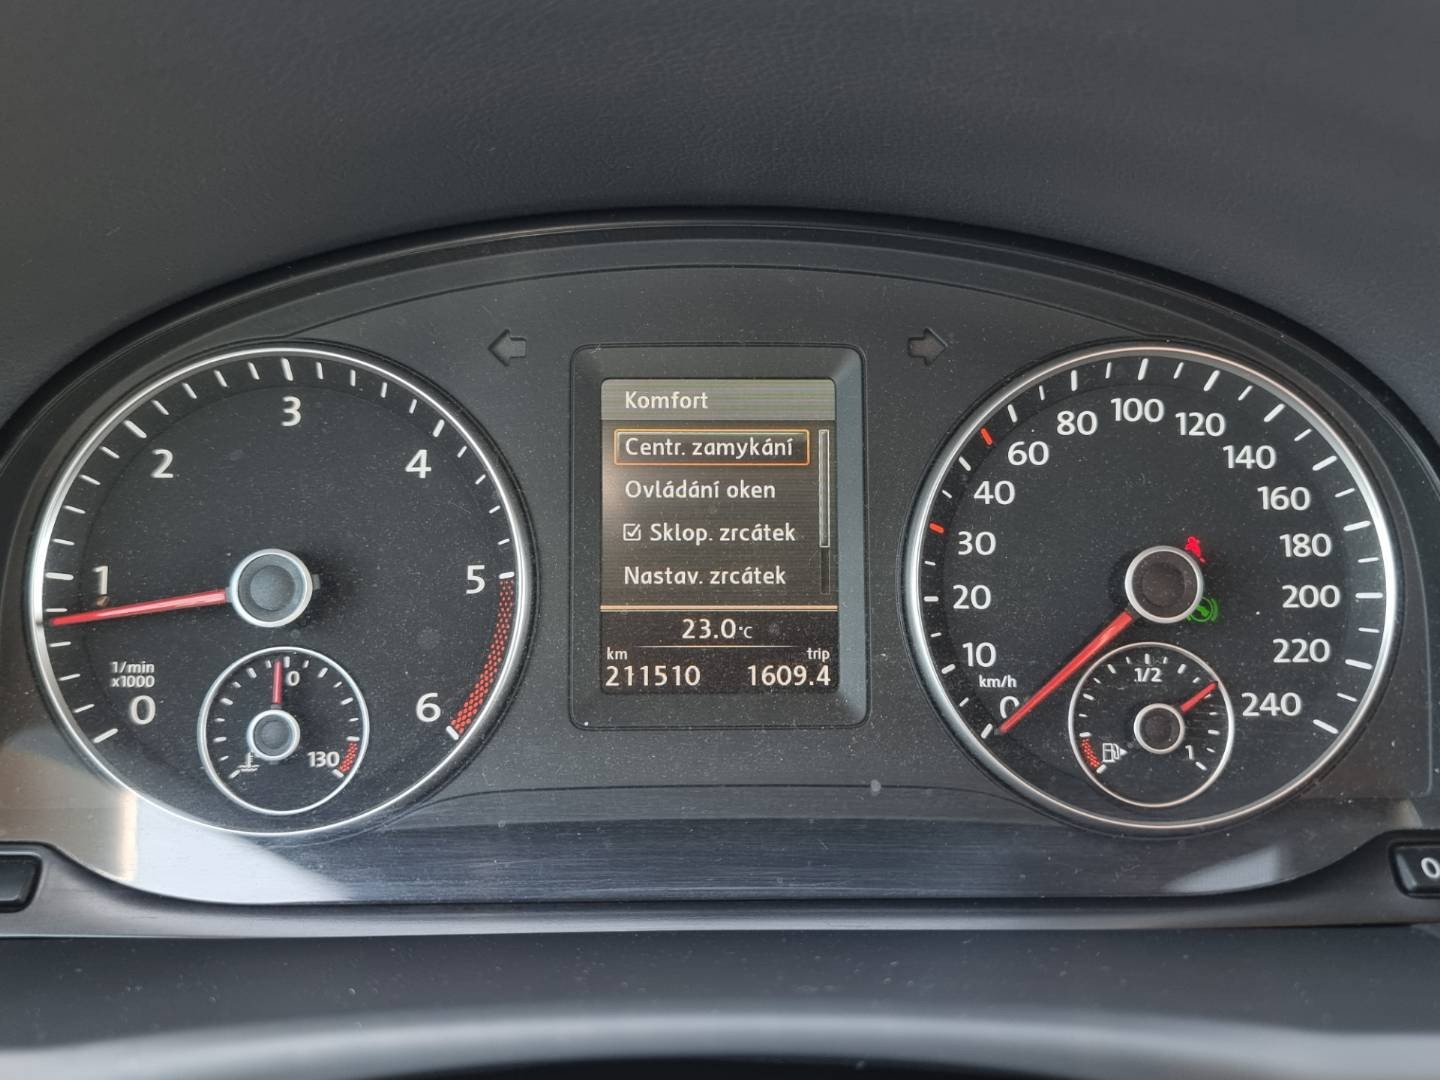 Komfort
Centr. zamykání
Ovládání oken
Sklop. zrcátek
Nastav. zrcátek
23.0°C
km trip
211510 1609.4
0 1 2 3 4 5 6
1/min
x1000
0 130
0 10 20 30 40 60 80 100 120 140 160 180 200 220 240
km/h
1/2
1
0